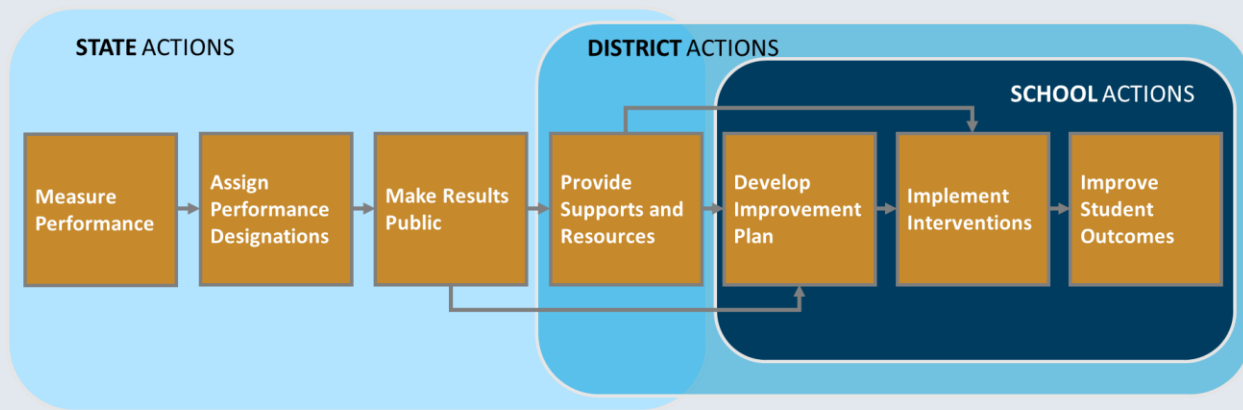 STATE ACTIONS
DISTRICT ACTIONS
SCHOOL ACTIONS
Measure
Performance
Assign
Performance
Designations
Make Results
Public
Provide
Supports and
Resources
Develop
Improvement
Plan
Implement
Interventions
Improve
Student
Outcomes